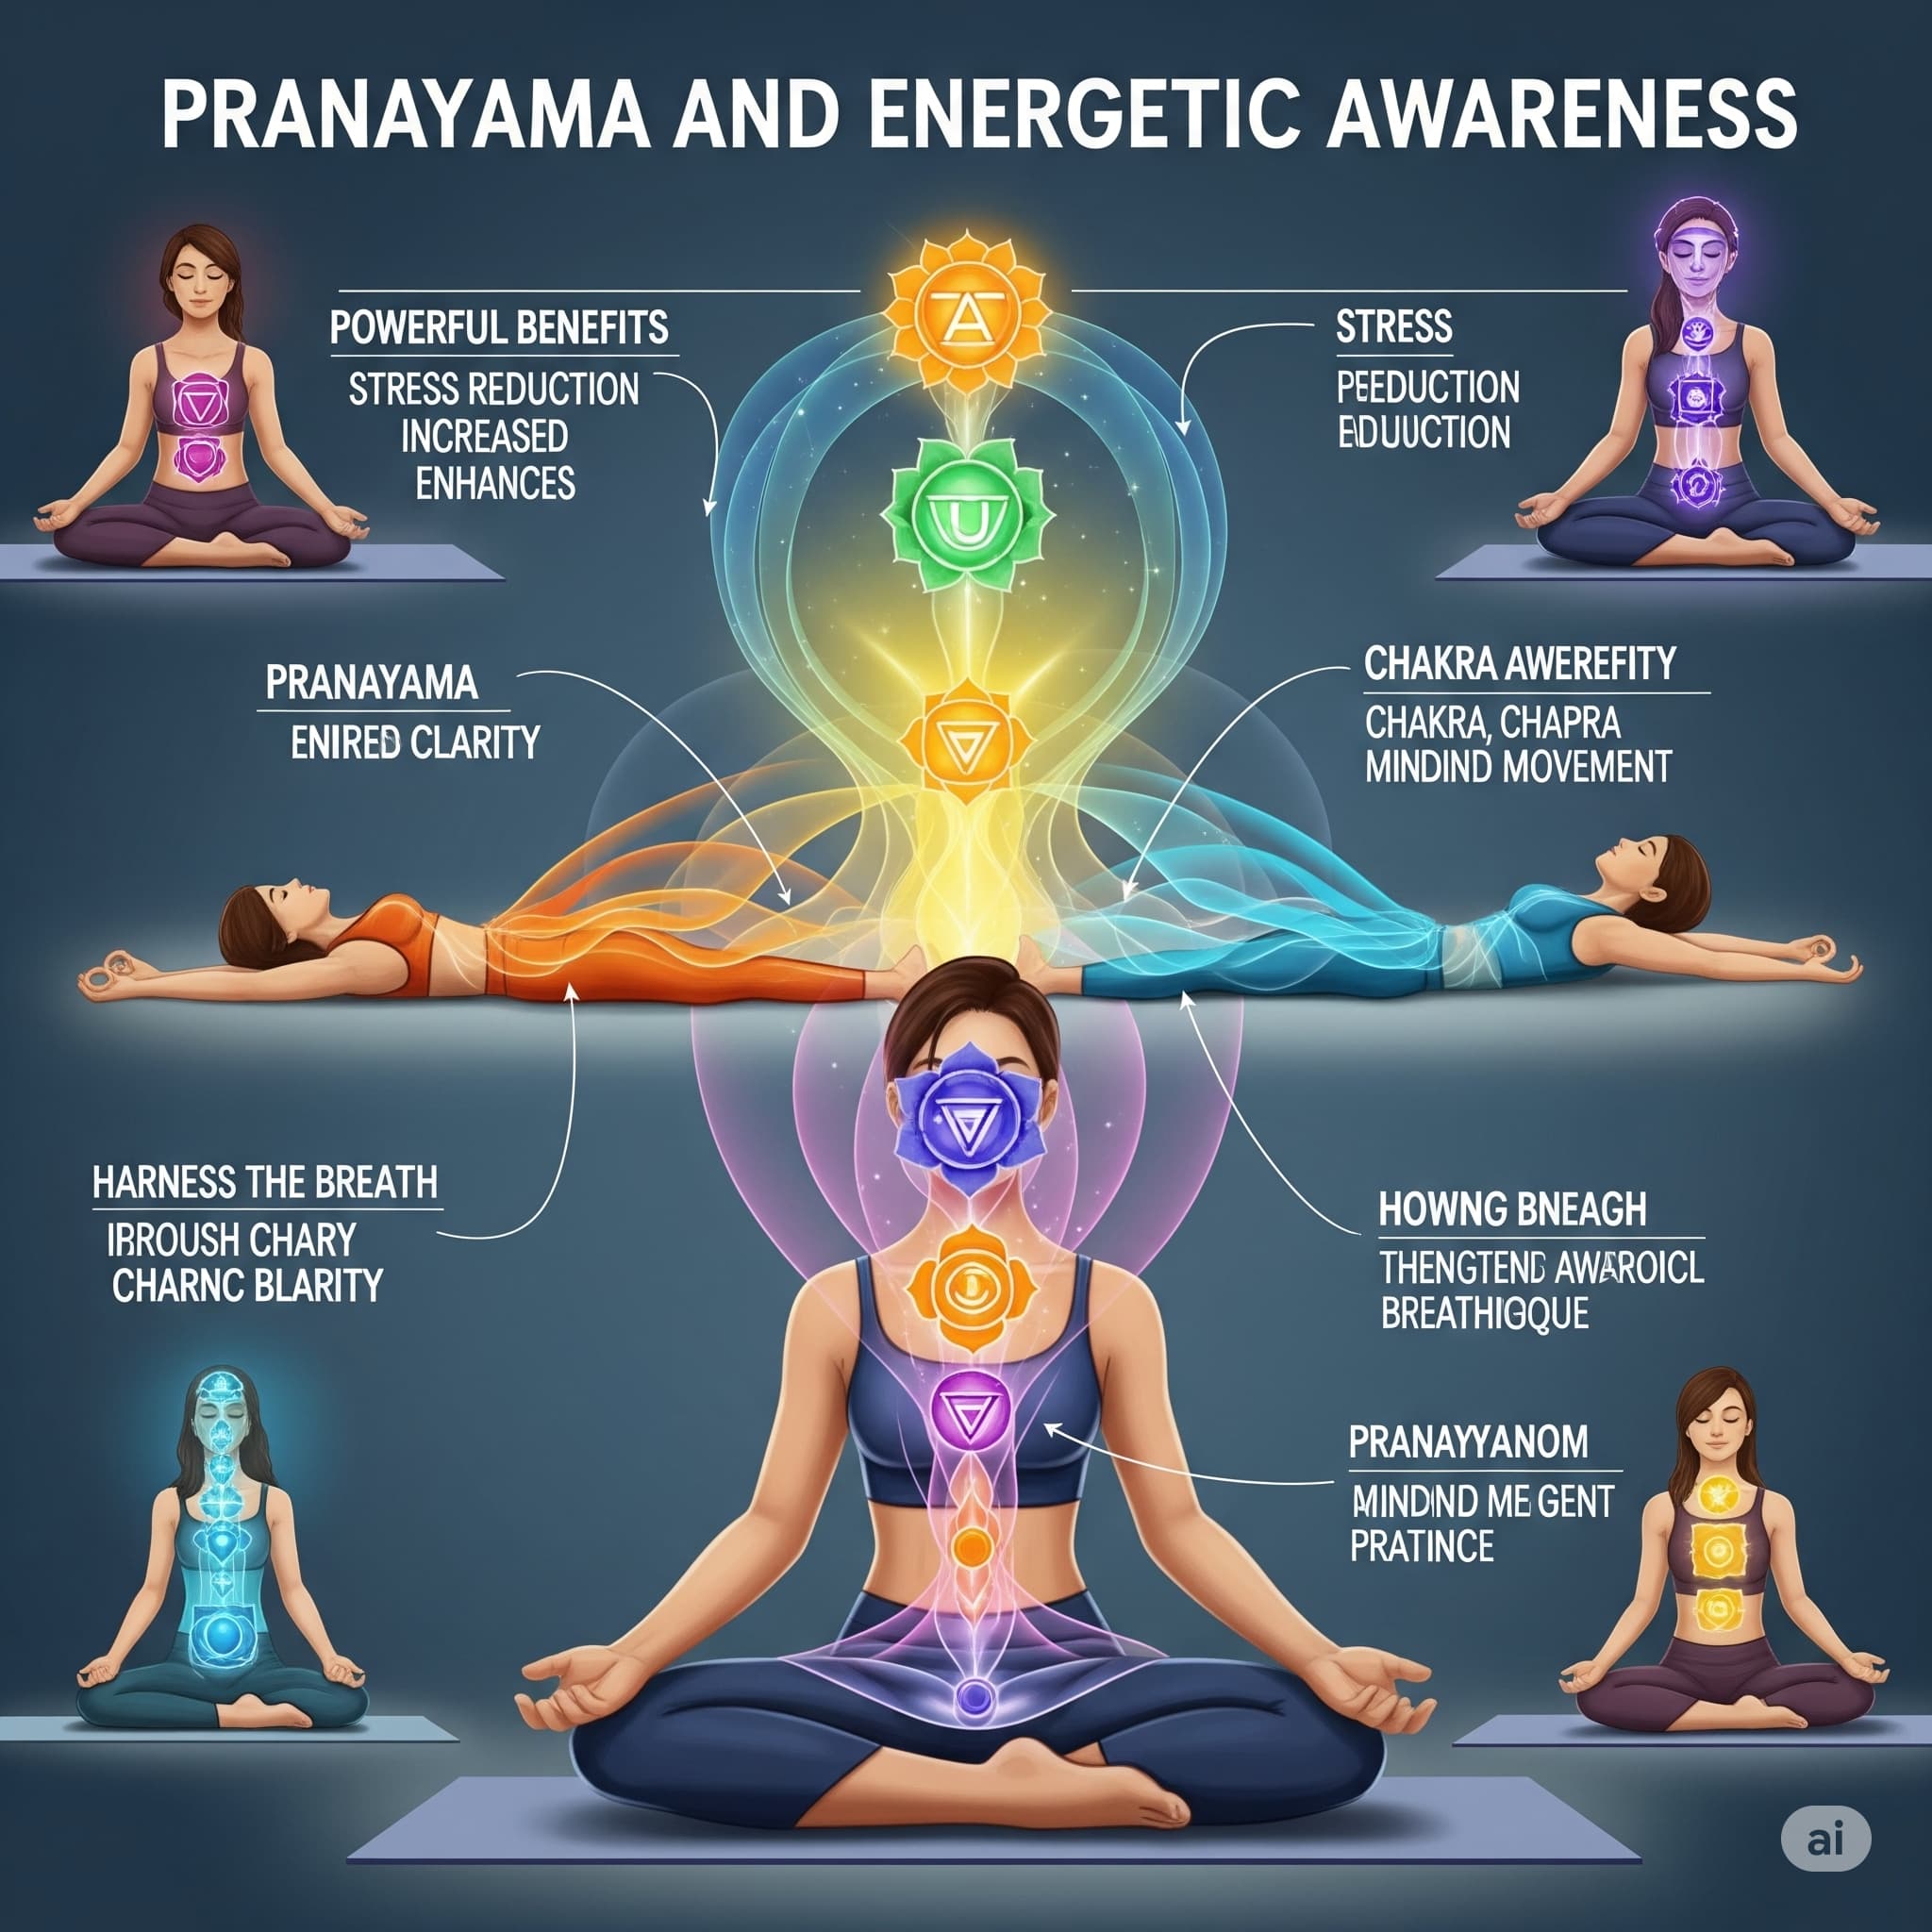 PRANAYAMA AND ENERGETIC AWARENESS
POWERFUL BENEFITS
STRESS REDUCTION
INCREASED
ENHANCES
STRESS
PEEDUCTION
EDUUCTION
PRANAYAMA
ENIRED CLARITY
CHAKRA AWEREFITY
CHAKRA, CHAPRA
MINDIND MOVEMENT
HARNESS THE BREATH
IBROUSH CHARY
CHARNC BLARITY
HOWNG BNEAGH
THENGTEND AWAROICL
BREATHIGQUE
PRANAYYANOM
MINDND ME GENT
PRATINCE
ai